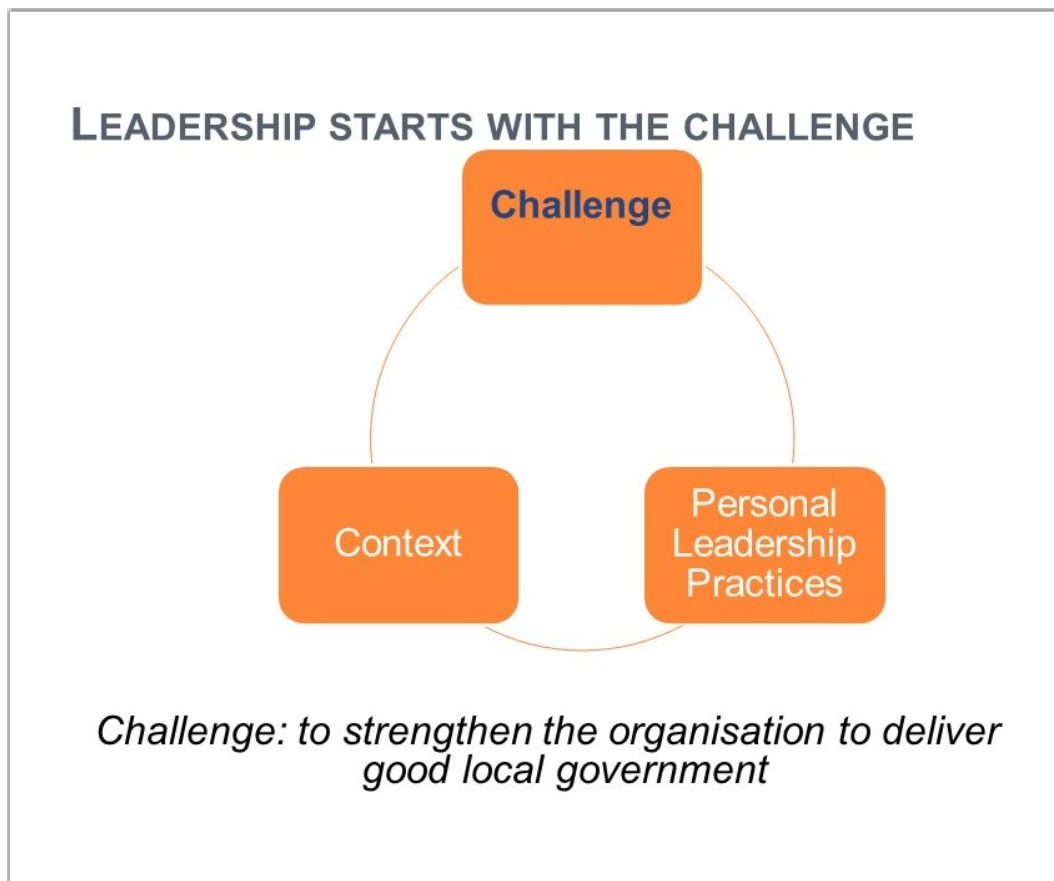 LEADERSHIP STARTS WITH THE CHALLENGE
Challenge
Context
Personal
Leadership
Practices
Challenge: to strengthen the organisation to deliver
good local government